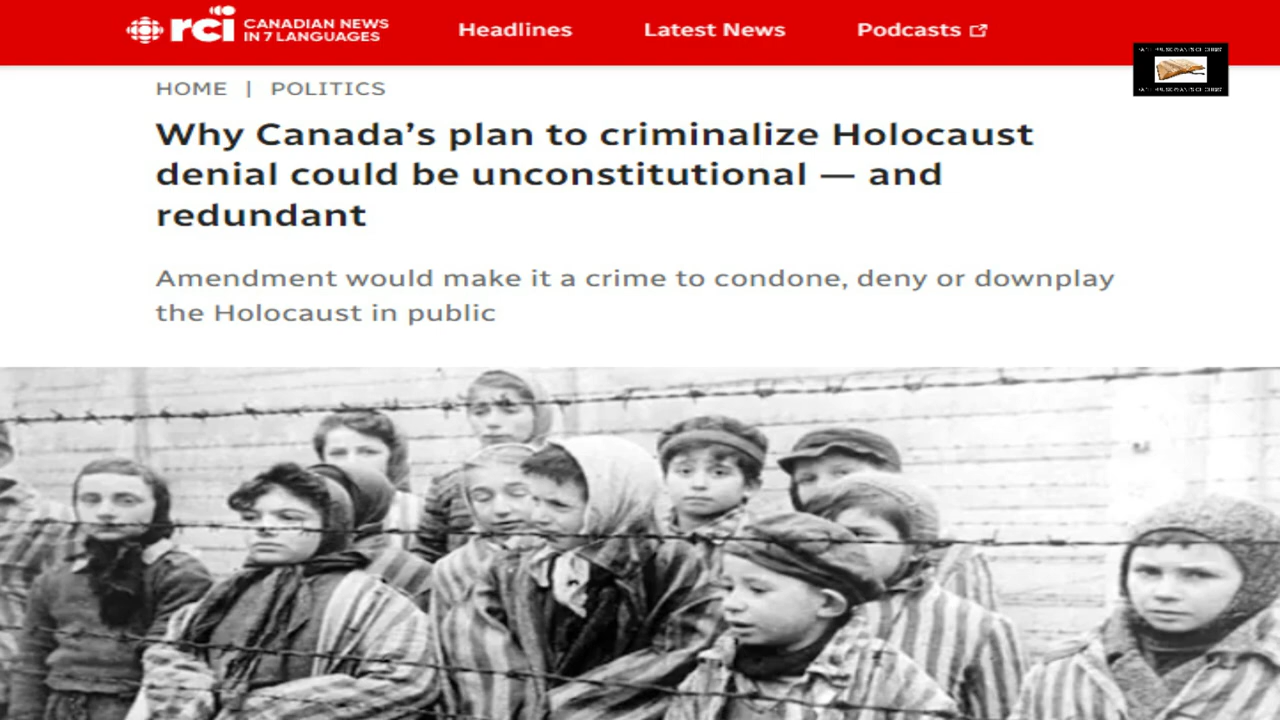 rci
CANADIAN NEWS
IN 7 LANGUAGES
Headlines
Latest News
Podcasts
HOME | POLITICS
Why Canada's plan to criminalize Holocaust
denial could be unconstitutional — and
redundant
Amendment would make it a crime to condone, deny or downplay
the Holocaust in public